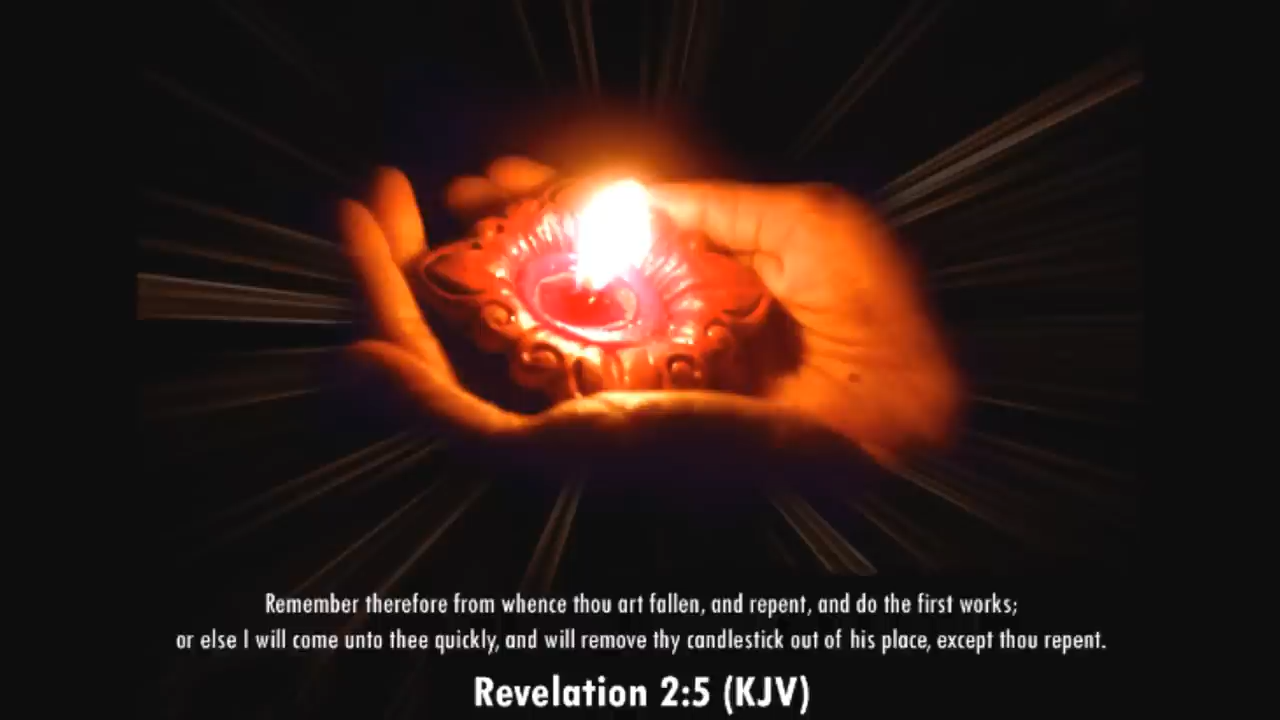 Remember therefore from whence thou art fallen, and repent, and do the first works;
or else I will come unto thee quickly, and will remove thy candlestick out of his place, except thou repent.
Revelation 2:5 (KJV)